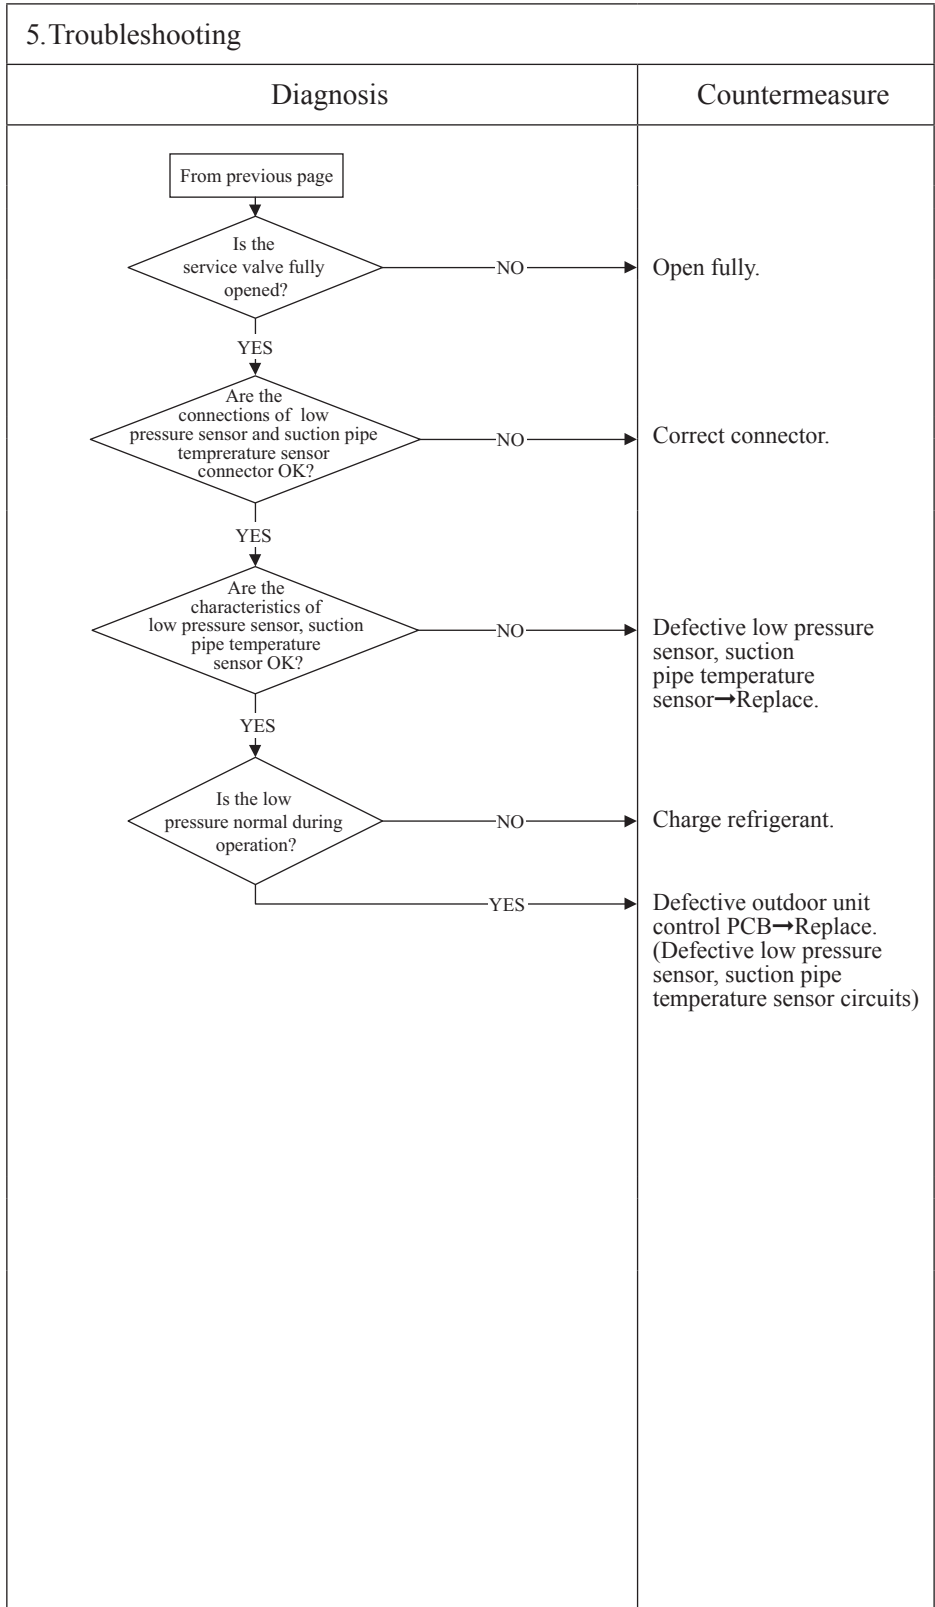 5.Troubleshooting
Diagnosis
Countermeasure
From previous page
Is the
service valve fully
opened?
NO
Open fully.
YES
Are the
connections of low
pressure sensor and suction pipe
temprerature sensor
connector OK?
NO
Correct connector.
YES
Are the
characteristics of
low pressure sensor, suction
pipe temperature
sensor OK?
NO
Defective low pressure
sensor, suction
pipe temperature
sensor→Replace.
YES
Is the low
pressure normal during
operation?
NO
Charge refrigerant.
YES
Defective outdoor unit
control PCB→Replace.
(Defective low pressure
sensor, suction pipe
temperature sensor circuits)